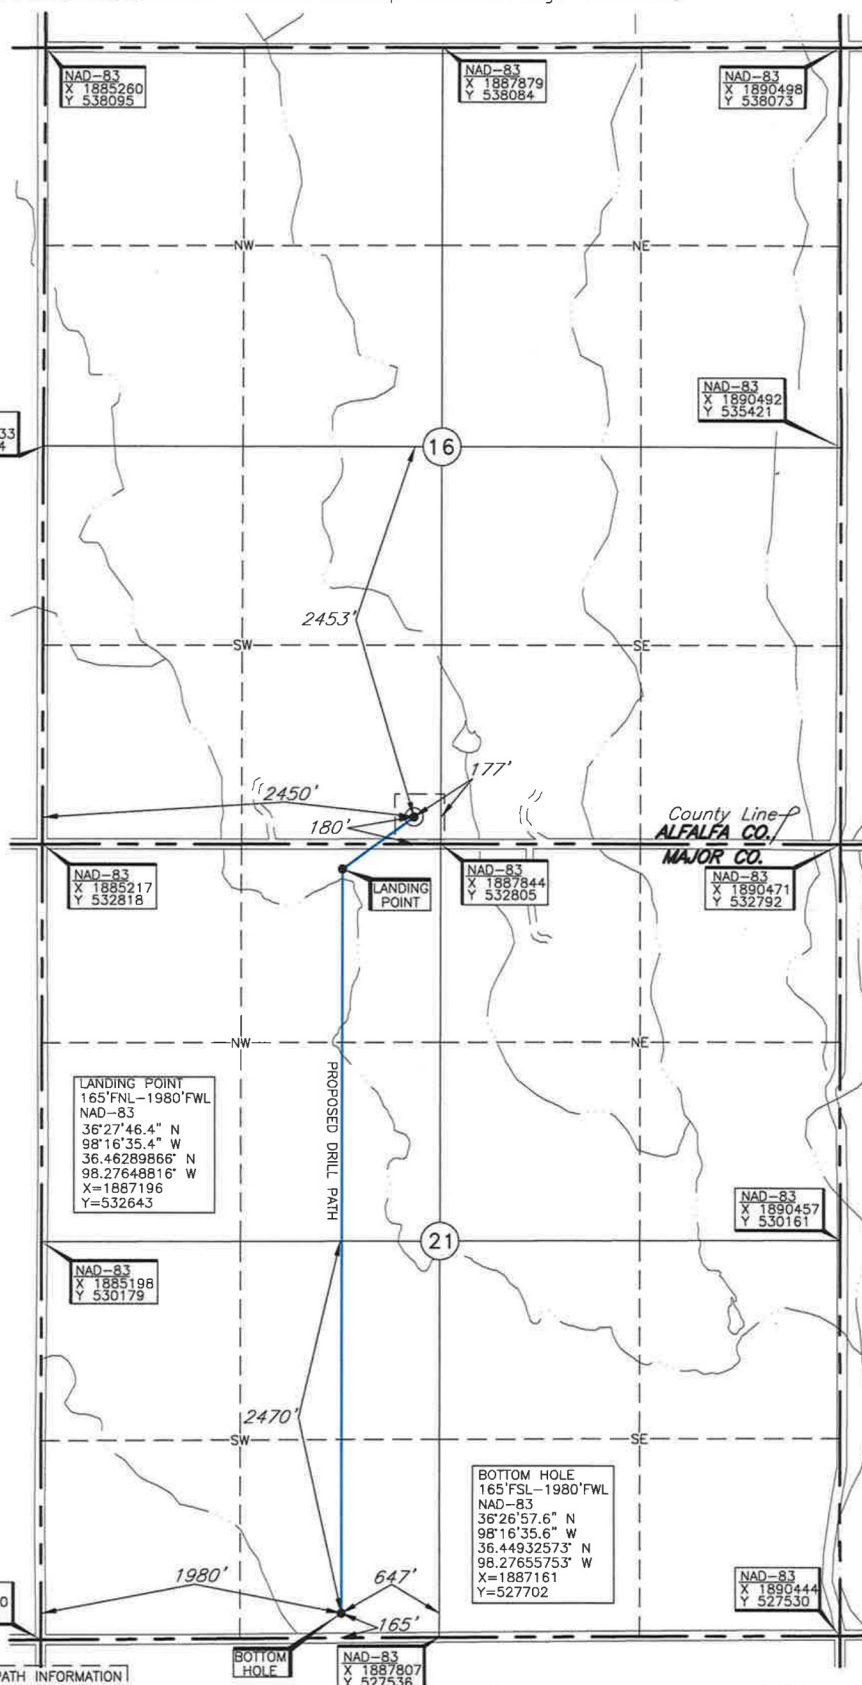 NAD-83
X 1885260
Y 538095
NAD-83
X 1887879
Y 538084
NAD-83
X 1890498
Y 538073
NW
NE
NAD-83
X 1890492
Y 535421
33
4
16
2453'
SW
SE
177'
2450'
180'
County Line
ALFALFA CO.
MAJOR CO.
NAD-83
X 1885217
Y 532818
LANDING
POINT
NAD-83
X 1887844
Y 532805
NAD-83
X 1890471
Y 532792
NW
NE
LANDING POINT
165'FNL-1980'FWL
NAD-83
36°27'46.4" N
98°16'35.4" W
36.46289866° N
98.27648816° W
X=1887196
Y=532643
PROPOSED DRILL PATH
NAD-83
X 1890457
Y 530161
21
NAD-83
X 1885198
Y 530179
2470'
SW
SE
BOTTOM HOLE
165'FSL-1980'FWL
NAD-83
36°26'57.6" N
98°16'35.6" W
36.44932573° N
98.27655753° W
X=1887161
Y=527702
1980'
647'
NAD-83
X 1890444
Y 527530
0
165'
BOTTOM
HOLE
NAD-83
X 1887807
Y 527536
PATH INFORMATION